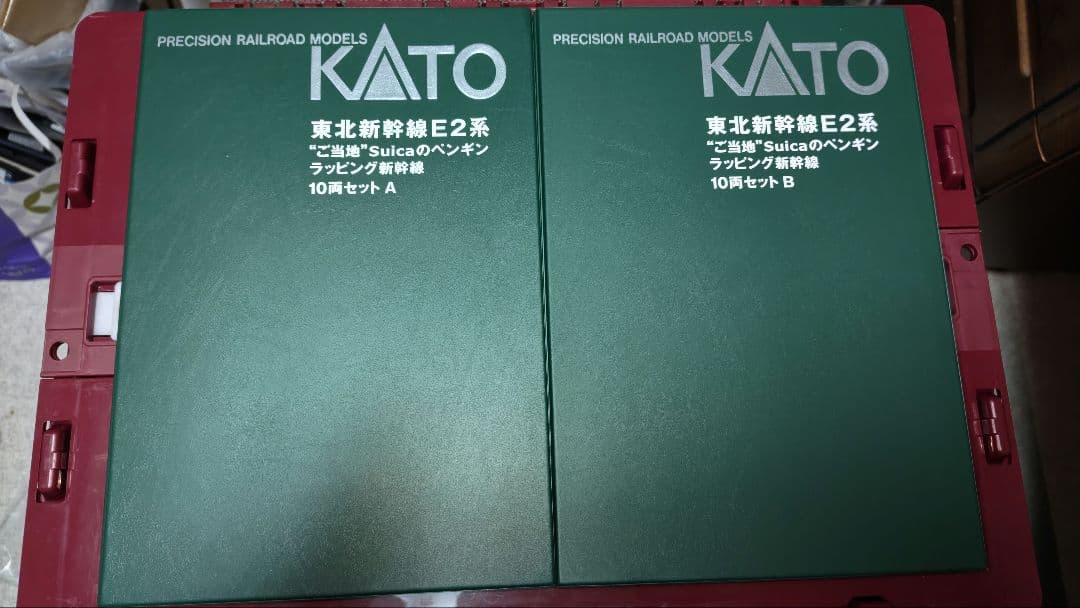 PRECISION RAILROAD MODELS
KATO
東北新幹線E2系
“ご当地”Suicaのペンギン
ラッピング新幹線
10両セット A
PRECISION RAILROAD MODELS
KATO
東北新幹線E2系
“ご当地”Suicaのペンギン
ラッピング新幹線
10両セット B